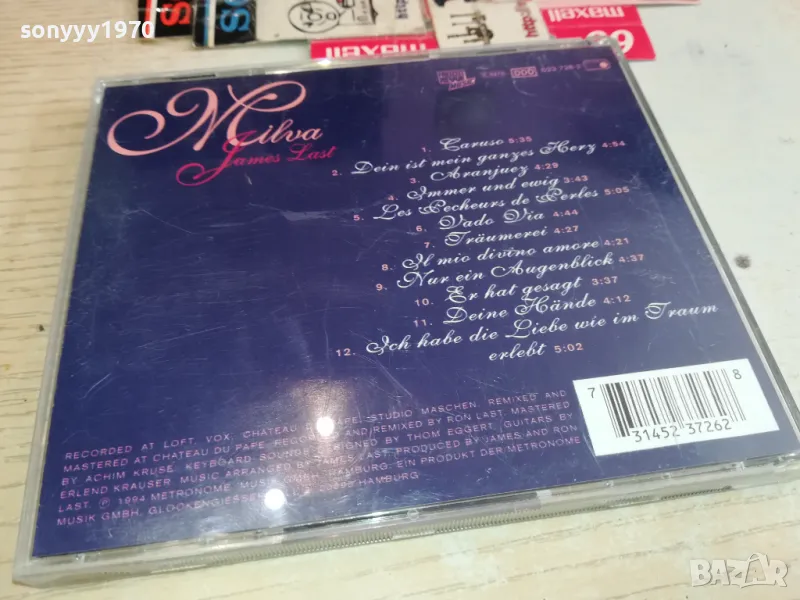 sonyyy1970
maxell
maxell
60
Milva
James Last
1. Caruso 5:35
2. Dein ist mein ganzes Herz 4:54
3. Aranjuez 4:29
4. Immer und ewig 3:43
5. Les Pecheurs de Perles 5:05
6. Vado Via 4:44
7. Träumerei 4:27
8. Il mio divino amore 4:21
9. Nur ein Augenblick 4:37
10. Er hat gesagt 3:37
11. Deine Hände 4:12
12. Ich habe die Liebe wie im Traum
erlebt 5:02
RECORDED AT LOFT, VOX, CHATEAU STUDIO MASCHEN. REMIXED AND
MASTERED AT CHATEAU DU PAPE. AND REMIXED BY RON LAST. MASTERED
BY ACHIM KRUSE. KEYBOARD SOUNDS BY THOM EGGERT. GUITARS BY
ERLEND KRAUSER. MUSIC ARRANGED BY JAMES LAST. PRODUCED BY JAMES AND RON
LAST. ℗ 1994 METRONOME HAMBURG. EIN PRODUKT DER METRONOME
MUSIK GMBH, HAMBURG
7 31452 37262 8
BAZAR
bazar.bg